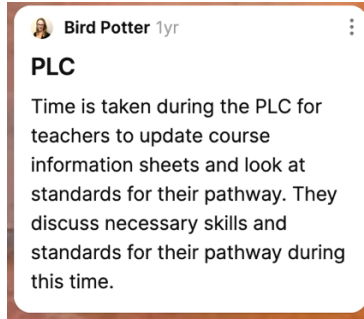 Bird Potter 1yr
PLC
Time is taken during the PLC for
teachers to update course
information sheets and look at
standards for their pathway. They
discuss necessary skills and
standards for their pathway during
this time.